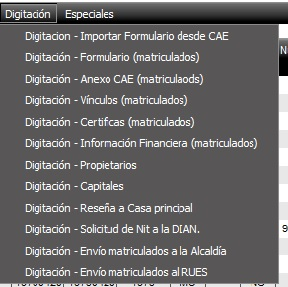 Digitación Especiales
Digitacion - Importar Formulario desde CAE
Digitación - Formulario (matriculados)
Digitación - Anexo CAE (matriculaods)
Digitación - Vínculos (matriculados)
Digitación - Certifcas (matriculados)
Digitación - Información Financiera (matriculados)
Digitación - Propietarios
Digitación - Capitales
Digitación - Reseña a Casa principal
Digitación - Solicitud de Nit a la DIAN.
Digitación - Envío matriculados a la Alcaldía
Digitación - Envío matriculados al RUES